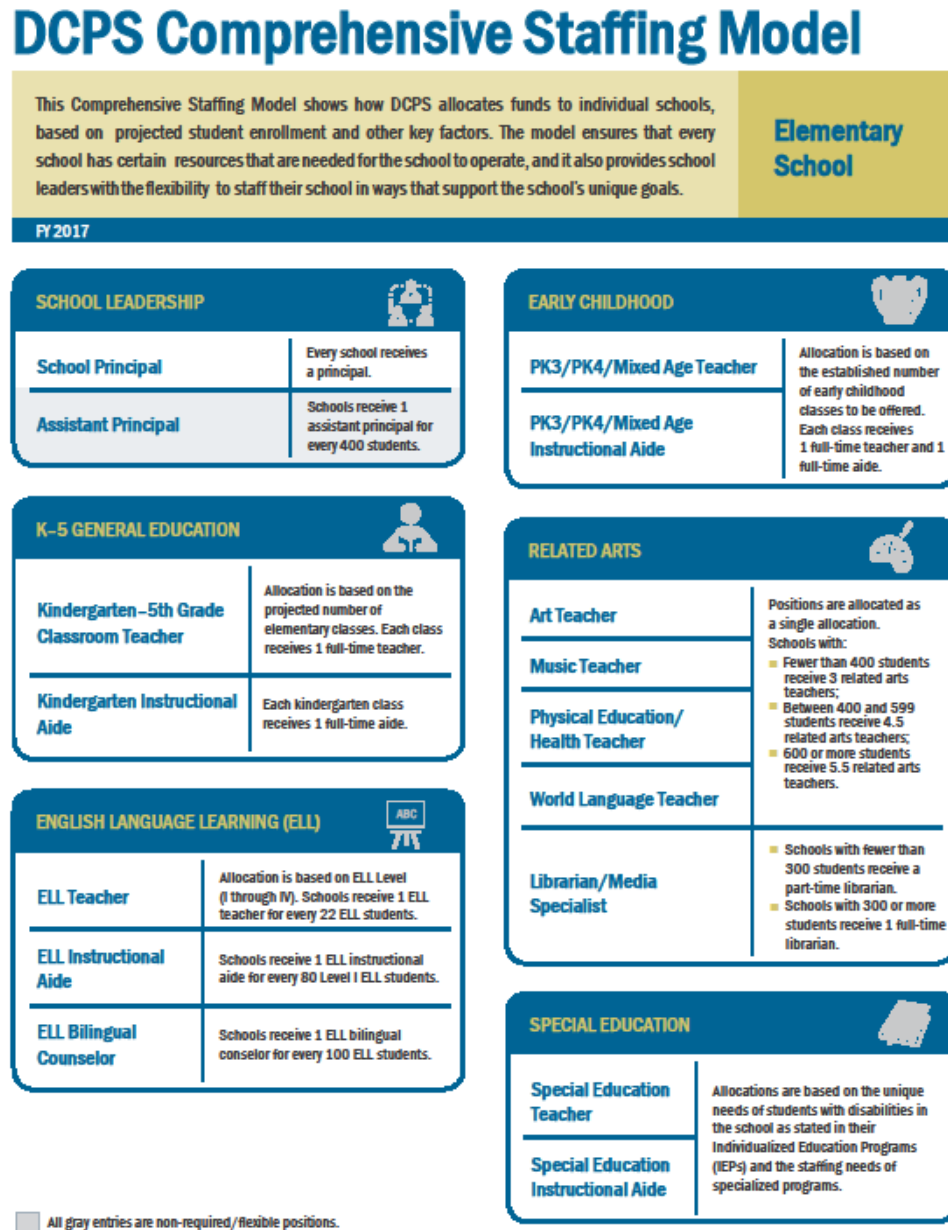 DCPS Comprehensive Staffing Model
This Comprehensive Staffing Model shows how DCPS allocates funds to individual schools,
based on projected student enrollment and other key factors. The model ensures that every
school has certain resources that are needed for the school to operate, and it also provides school
leaders with the flexibility to staff their school in ways that support the school's unique goals.
Elementary
School
FY 2017
SCHOOL LEADERSHIP
School Principal
Every school receives
a principal.
Assistant Principal
Schools receive 1
assistant principal for
every 400 students.
K–5 GENERAL EDUCATION
Kindergarten–5th Grade
Classroom Teacher
Allocation is based on the
projected number of
elementary classes. Each class
receives 1 full-time teacher.
Kindergarten Instructional
Aide
Each kindergarten class
receives 1 full-time aide.
ENGLISH LANGUAGE LEARNING (ELL)
ABC
ELL Teacher
Allocation is based on ELL Level
(I through IV). Schools receive 1 ELL
teacher for every 22 ELL students.
ELL Instructional
Aide
Schools receive 1 ELL instructional
aide for every 80 Level I ELL students.
ELL Bilingual
Counselor
Schools receive 1 ELL bilingual
conselor for every 100 ELL students.
All gray entries are non-required/flexible positions.
EARLY CHILDHOOD
PK3/PK4/Mixed Age Teacher
PK3/PK4/Mixed Age
Instructional Aide
Allocation is based on
the established number
of early childhood
classes to be offered.
Each class receives
1 full-time teacher and 1
full-time aide.
RELATED ARTS
Art Teacher
Music Teacher
Physical Education/
Health Teacher
World Language Teacher
Positions are allocated as
a single allocation.
Schools with:
Fewer than 400 students
receive 3 related arts
teachers;
Between 400 and 599
students receive 4.5
related arts teachers;
600 or more students
receive 5.5 related arts
teachers.
Librarian/Media
Specialist
Schools with fewer than
300 students receive a
part-time librarian.
Schools with 300 or more
students receive 1 full-time
librarian.
SPECIAL EDUCATION
Special Education
Teacher
Special Education
Instructional Aide
Allocations are based on the unique
needs of students with disabilities in
the school as stated in their
Individualized Education Programs
(IEPs) and the staffing needs of
specialized programs.